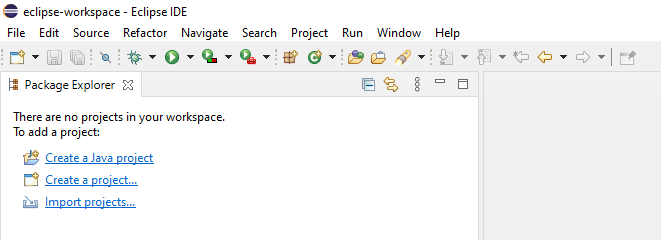 eclipse-workspace - Eclipse IDE
File Edit Source Refactor Navigate Search Project Run Window Help
Package Explorer
There are no projects in your workspace.
To add a project:
Create a Java project
Create a project...
Import projects...